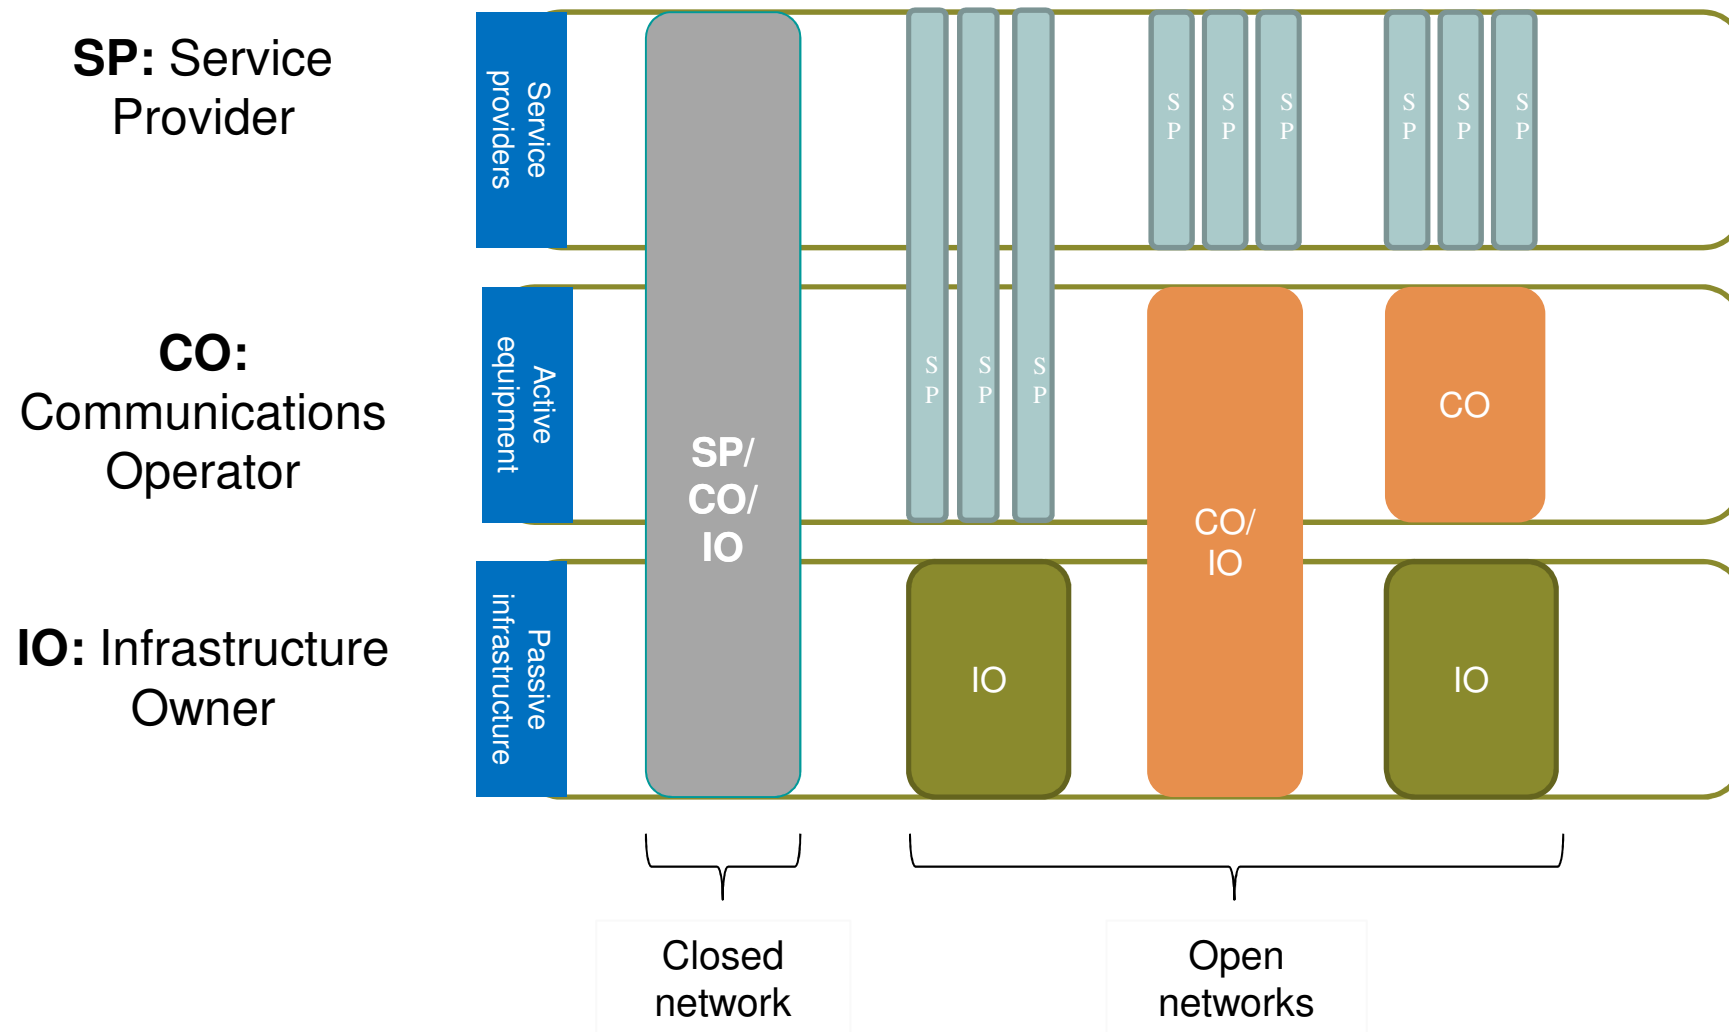 SP: Service
Provider
Service
providers
S
P
S
P
S
P
S
P
S
P
S
P
CO:
Communications
Operator
Active
equipment
SP/
CO/
IO
S
P
S
P
S
P
CO/
IO
CO
IO: Infrastructure
Owner
Passive
infrastructure
IO
IO
Closed
network
Open
networks